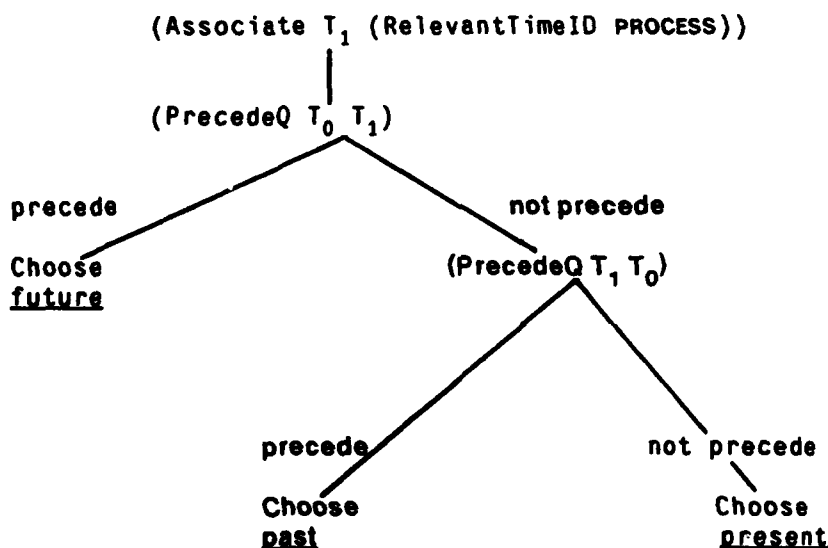 (Associate T₁ (RelevantTimeID PROCESS))
(PrecedeQ T₀ T₁)
precede
not precede
Choose
future
(PrecedeQ T₁ T₀)
precede
not precede
Choose
past
Choose
present